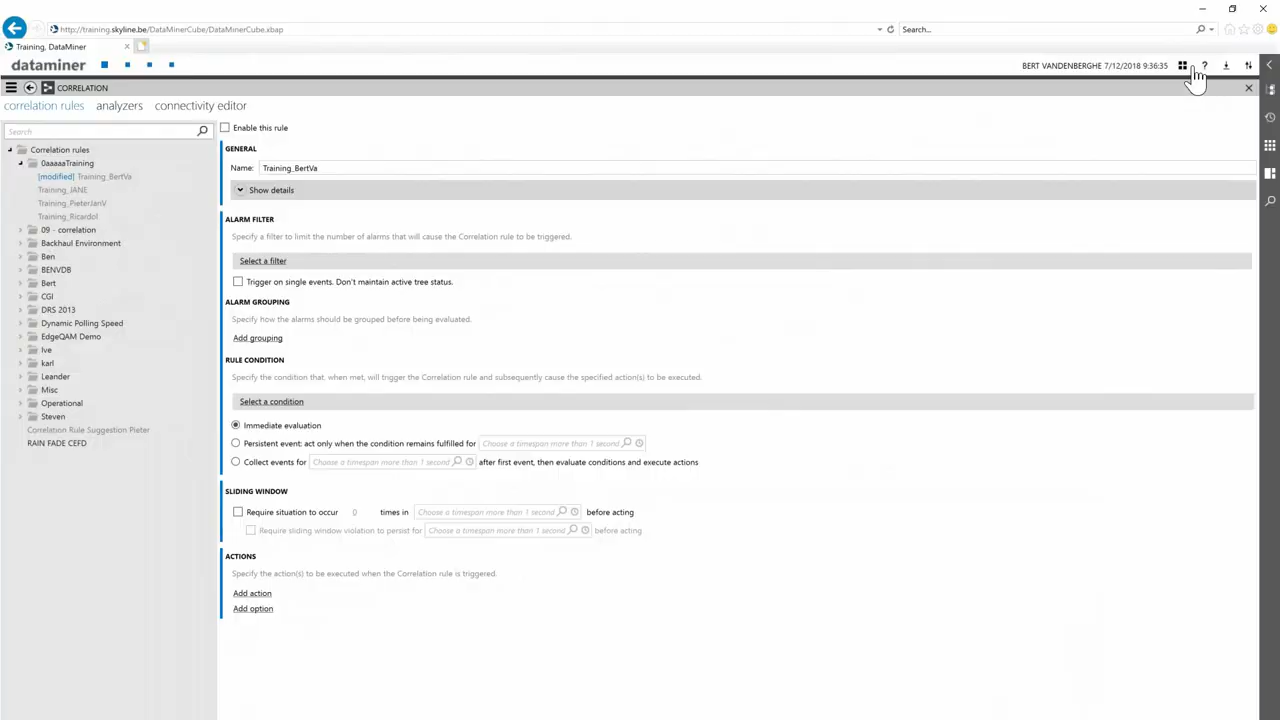 http://training.skyline.be/DataMinerCube/DataMinerCube.xbap
Search...
Training, DataMiner
dataminer
BERT VANDENBERGHE 7/12/2018 9:36:35
?
CORRELATION
correlation rules analyzers connectivity editor
Search
Correlation rules
0aaaaaTraining
[modified] Training_BertVa
Training_JANE
Training_PieterJanV
Training_RicardoI
09 - correlation
Backhaul Environment
Ben
BENVDB
Bert
CGI
DRS 2013
Dynamic Polling Speed
EdgeQAM Demo
Ive
karl
Leander
Misc
Operational
Steven
Correlation Rule Suggestion Pieter
RAIN FADE CEFD
Enable this rule
GENERAL
Name: Training_BertVa
Show details
ALARM FILTER
Specify a filter to limit the number of alarms that will cause the Correlation rule to be triggered.
Select a filter
Trigger on single events. Don't maintain active tree status.
ALARM GROUPING
Specify how the alarms should be grouped before being evaluated.
Add grouping
RULE CONDITION
Specify the condition that, when met, will trigger the Correlation rule and subsequently cause the specified action(s) to be executed.
Select a condition
Immediate evaluation
Persistent event: act only when the condition remains fulfilled for Choose a timespan more than 1 second
Collect events for Choose a timespan more than 1 second after first event, then evaluate conditions and execute actions
SLIDING WINDOW
Require situation to occur 0 times in Choose a timespan more than 1 second before acting
Require sliding window violation to persist for Choose a timespan more than 1 second before acting
ACTIONS
Specify the action(s) to be executed when the Correlation rule is triggered.
Add action
Add option